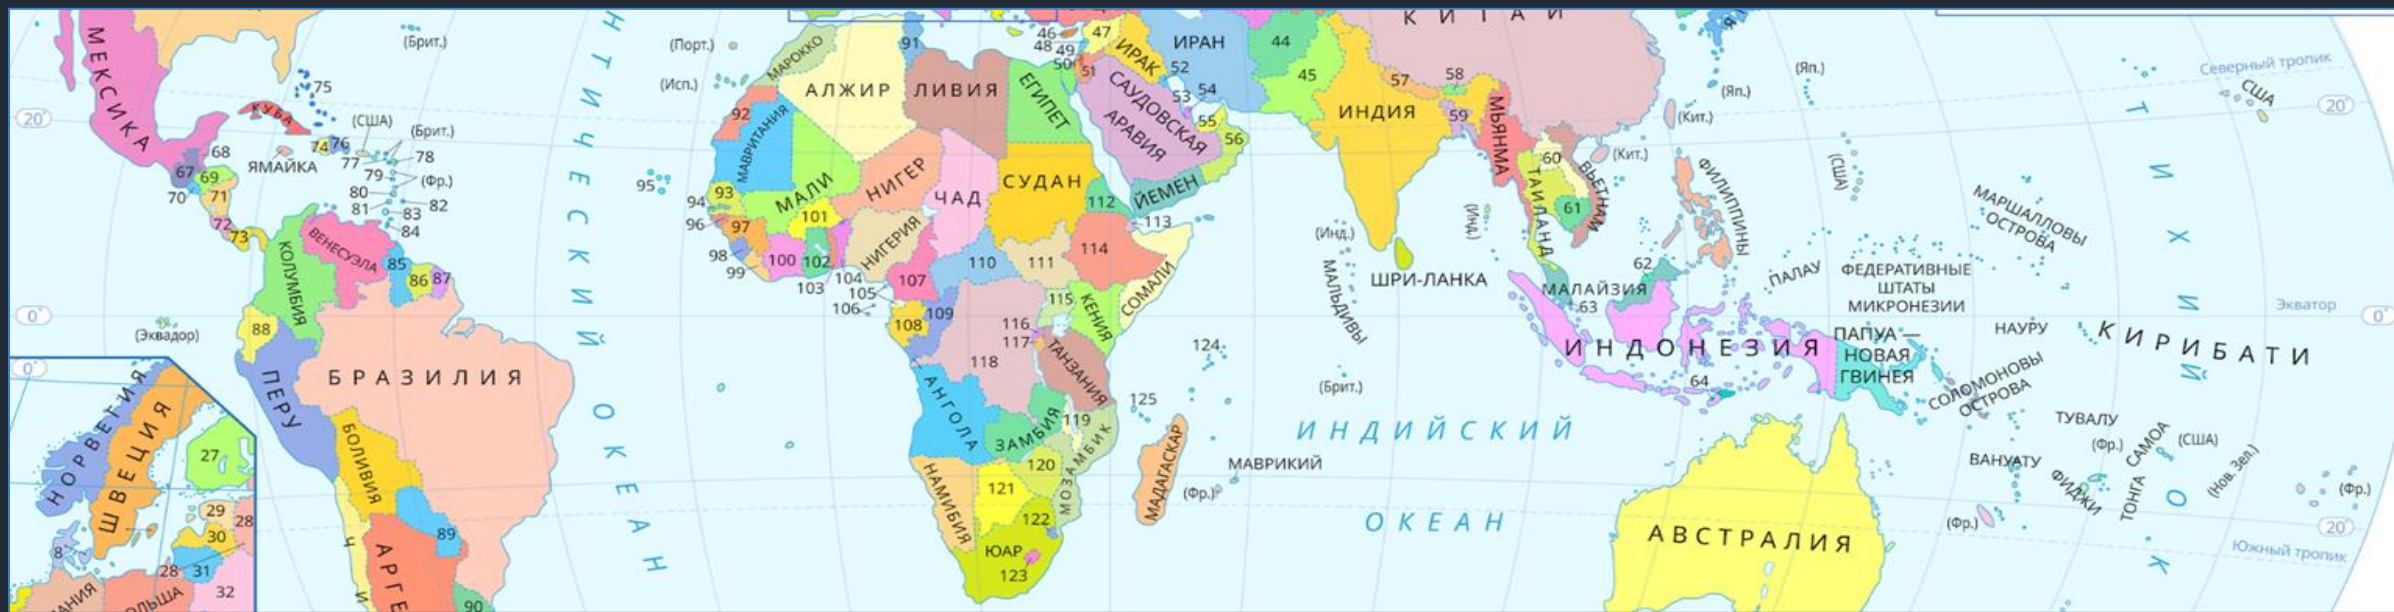 К И Т А Й
Я
МЕКСИКА
(Брит.)
75
КУБА
(США)
(Брит.)
20°
68
67
69
ЯМАЙКА
74
76
77
78
79
(Фр.)
70
71
80
82
81
83
72
84
73
ВЕНЕСУЭЛА
КОЛУМБИЯ
85
86
87
0°
88
(Эквадор)
БРАЗИЛИЯ
ПЕРУ
БОЛИВИЯ
89
Ч И
АРГЕ
90
0°
НОРВЕГИЯ
ШВЕЦИЯ
27
29
28
30
8
28
31
32
АНИЯ
ОЛЬША
НТИЧЕСКИЙ ОКЕАН
(Порт.)
(Исп.)
МАРОККО
91
АЛЖИР
ЛИВИЯ
ЕГИПЕТ
92
МАВРИТАНИЯ
95
93
94
96
97
98
99
МАЛИ
НИГЕР
ЧАД
СУДАН
101
100
102
103
104
НИГЕРИЯ
105
106
107
110
111
112
113
114
СОМАЛИ
108
109
115
КЕНИЯ
116
117
118
ТАНЗАНИЯ
АНГОЛА
ЗАМБИЯ
119
МОЗАМБИК
120
121
НАМИБИЯ
122
ЮАР
123
124
125
МАДАГАСКАР
46
47
48
49
50
51
ИРАК
ИРАН
44
45
52
53
54
55
56
САУДОВСКАЯ
АРАВИЯ
ЙЕМЕН
57
58
59
ИНДИЯ
МЬЯНМА
60
61
ТАИЛАНД
ВЬЕТНАМ
(Кит.)
(Кит.)
(Яп.)
(Яп.)
ФИЛИППИНЫ
(Инд.)
(Инд.)
МАЛЬДИВЫ
ШРИ-ЛАНКА
62
МАЛАЙЗИЯ
63
ИНДОНЕЗИЯ
64
(Брит.)
ИНДИЙСКИЙ
ОКЕАН
МАВРИКИЙ
(Фр.)
АВСТРАЛИЯ
(США)
ПАЛАУ
ФЕДЕРАТИВНЫЕ
ШТАТЫ
МИКРОНЕЗИИ
МАРШАЛЛОВЫ
ОСТРОВА
ПАПУА —
НОВАЯ
ГВИНЕЯ
НАУРУ
КИРИБАТИ
СОЛОМОНОВЫ
ОСТРОВА
ТУВАЛУ
(Фр.)
САМОА
(США)
ВАНУАТУ
ФИДЖИ
ТОНГА
(Нов. Зел.)
(Фр.)
(Фр.)
ТИХИЙ ОК
Северный тропик
США
20°
Экватор
0°
20°
Южный тропик